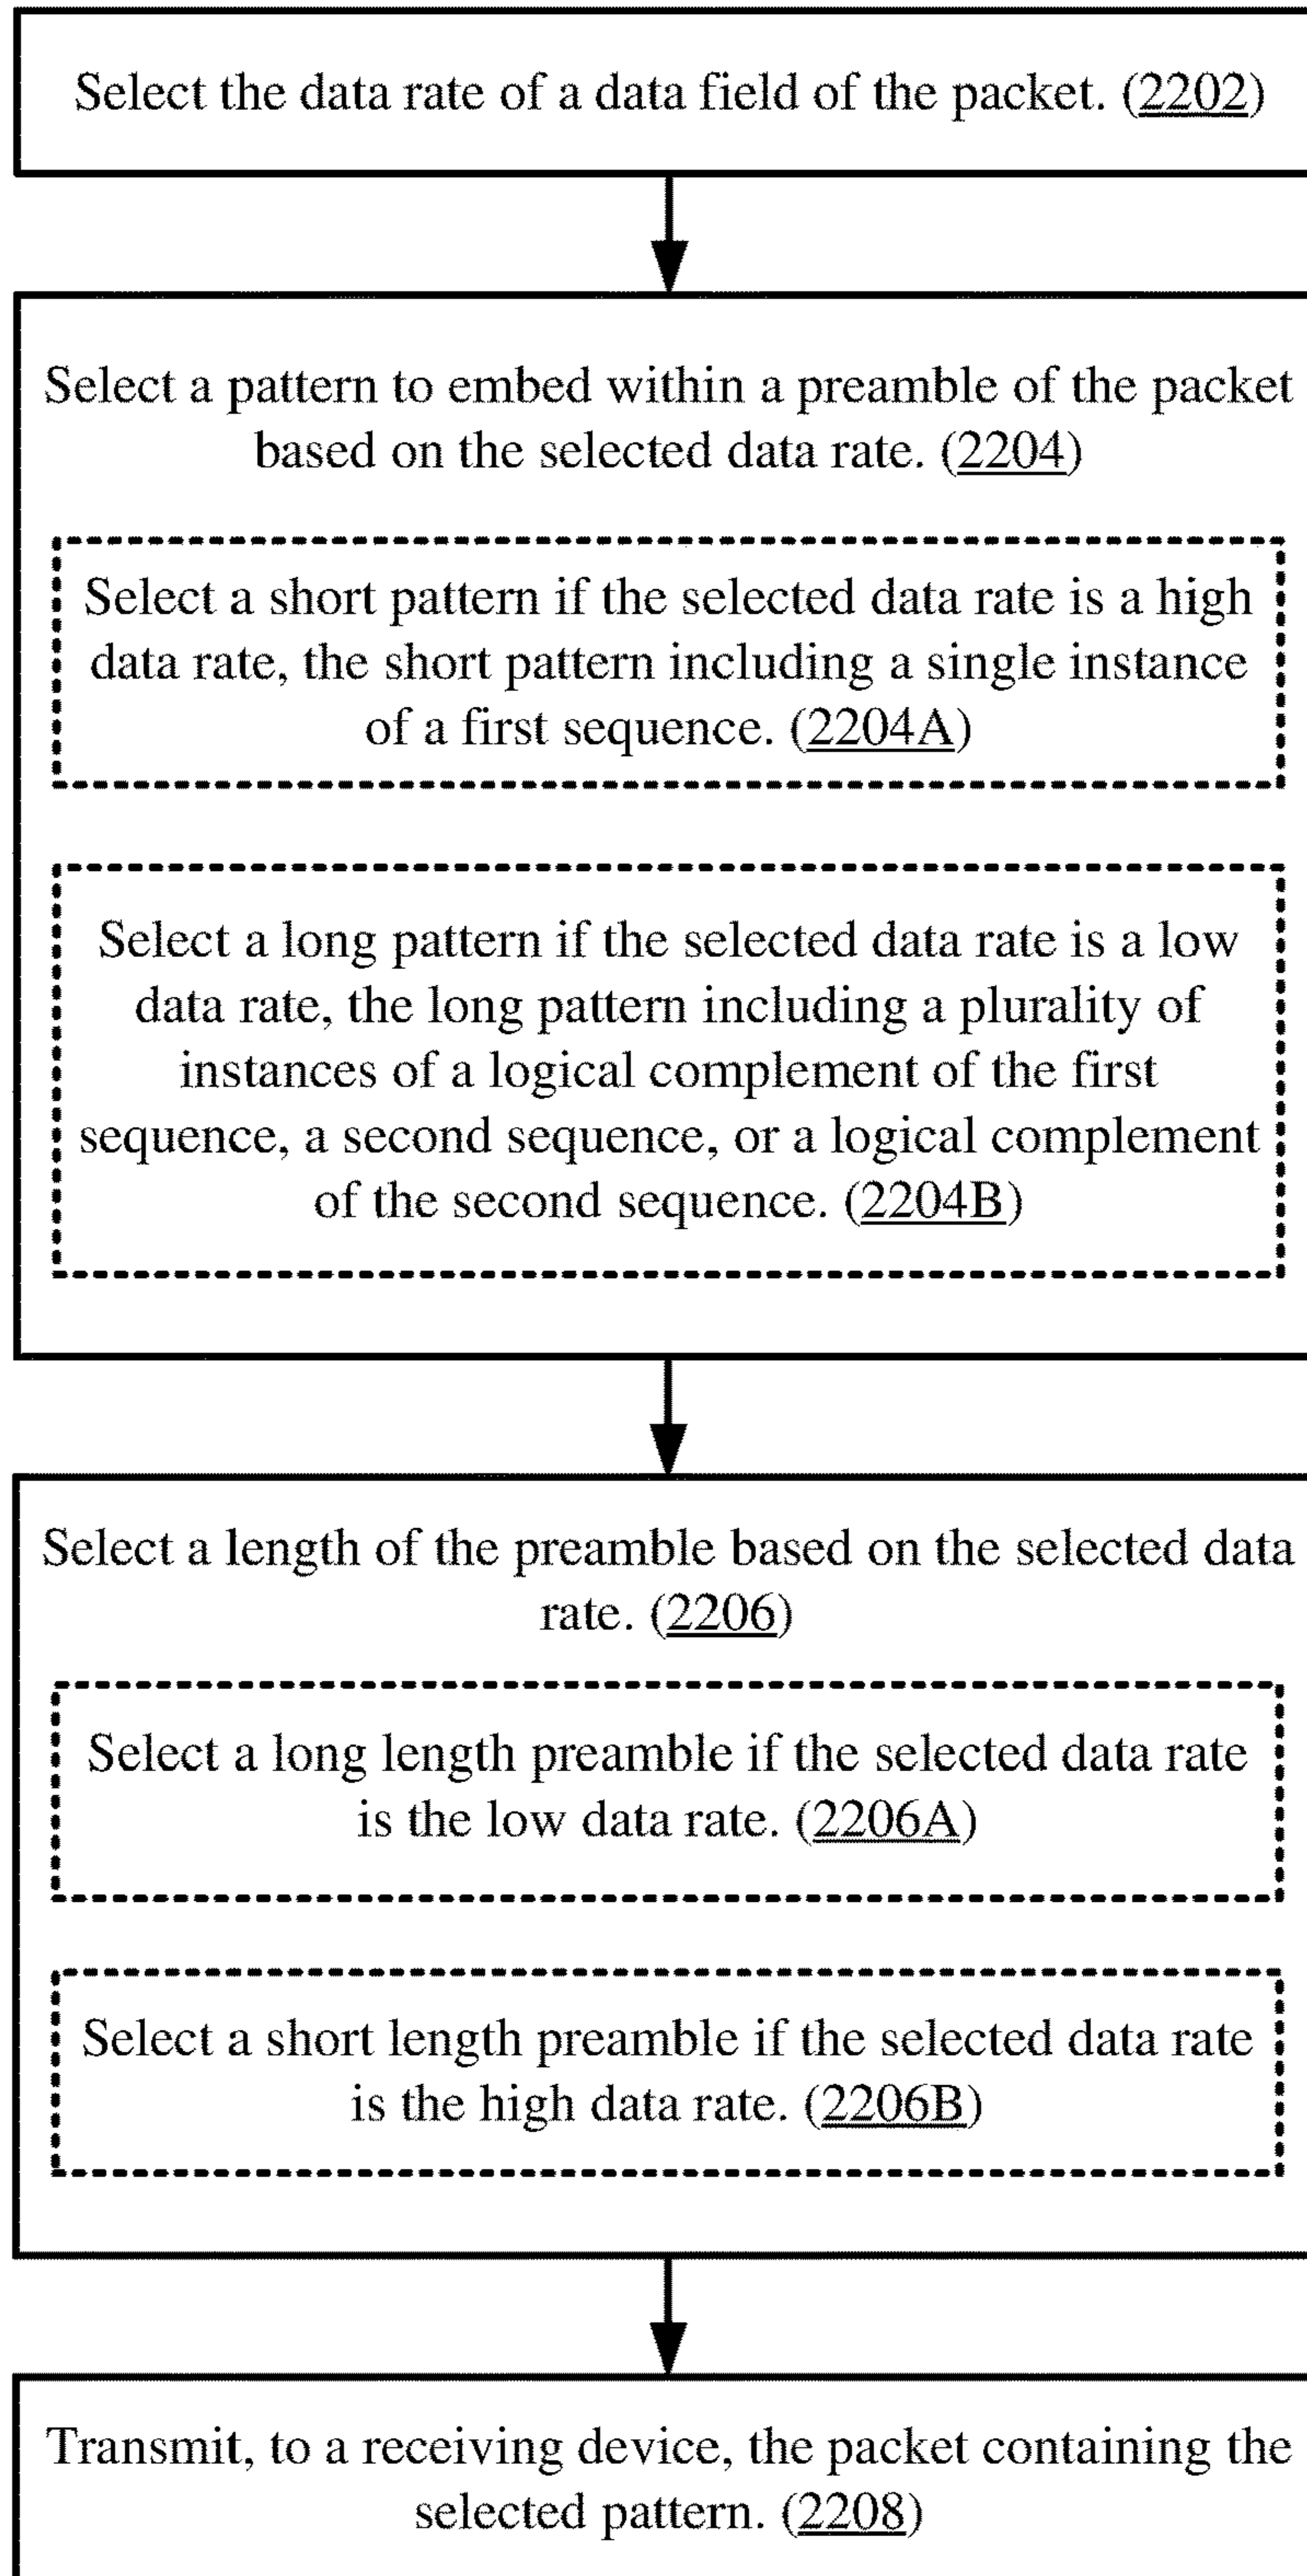 Select the data rate of a data field of the packet. (2202)
Select a pattern to embed within a preamble of the packet
based on the selected data rate. (2204)
Select a short pattern if the selected data rate is a high
data rate, the short pattern including a single instance
of a first sequence. (2204A)
Select a long pattern if the selected data rate is a low
data rate, the long pattern including a plurality of
instances of a logical complement of the first
sequence, a second sequence, or a logical complement
of the second sequence. (2204B)
Select a length of the preamble based on the selected data
rate. (2206)
Select a long length preamble if the selected data rate
is the low data rate. (2206A)
Select a short length preamble if the selected data rate
is the high data rate. (2206B)
Transmit, to a receiving device, the packet containing the
selected pattern. (2208)